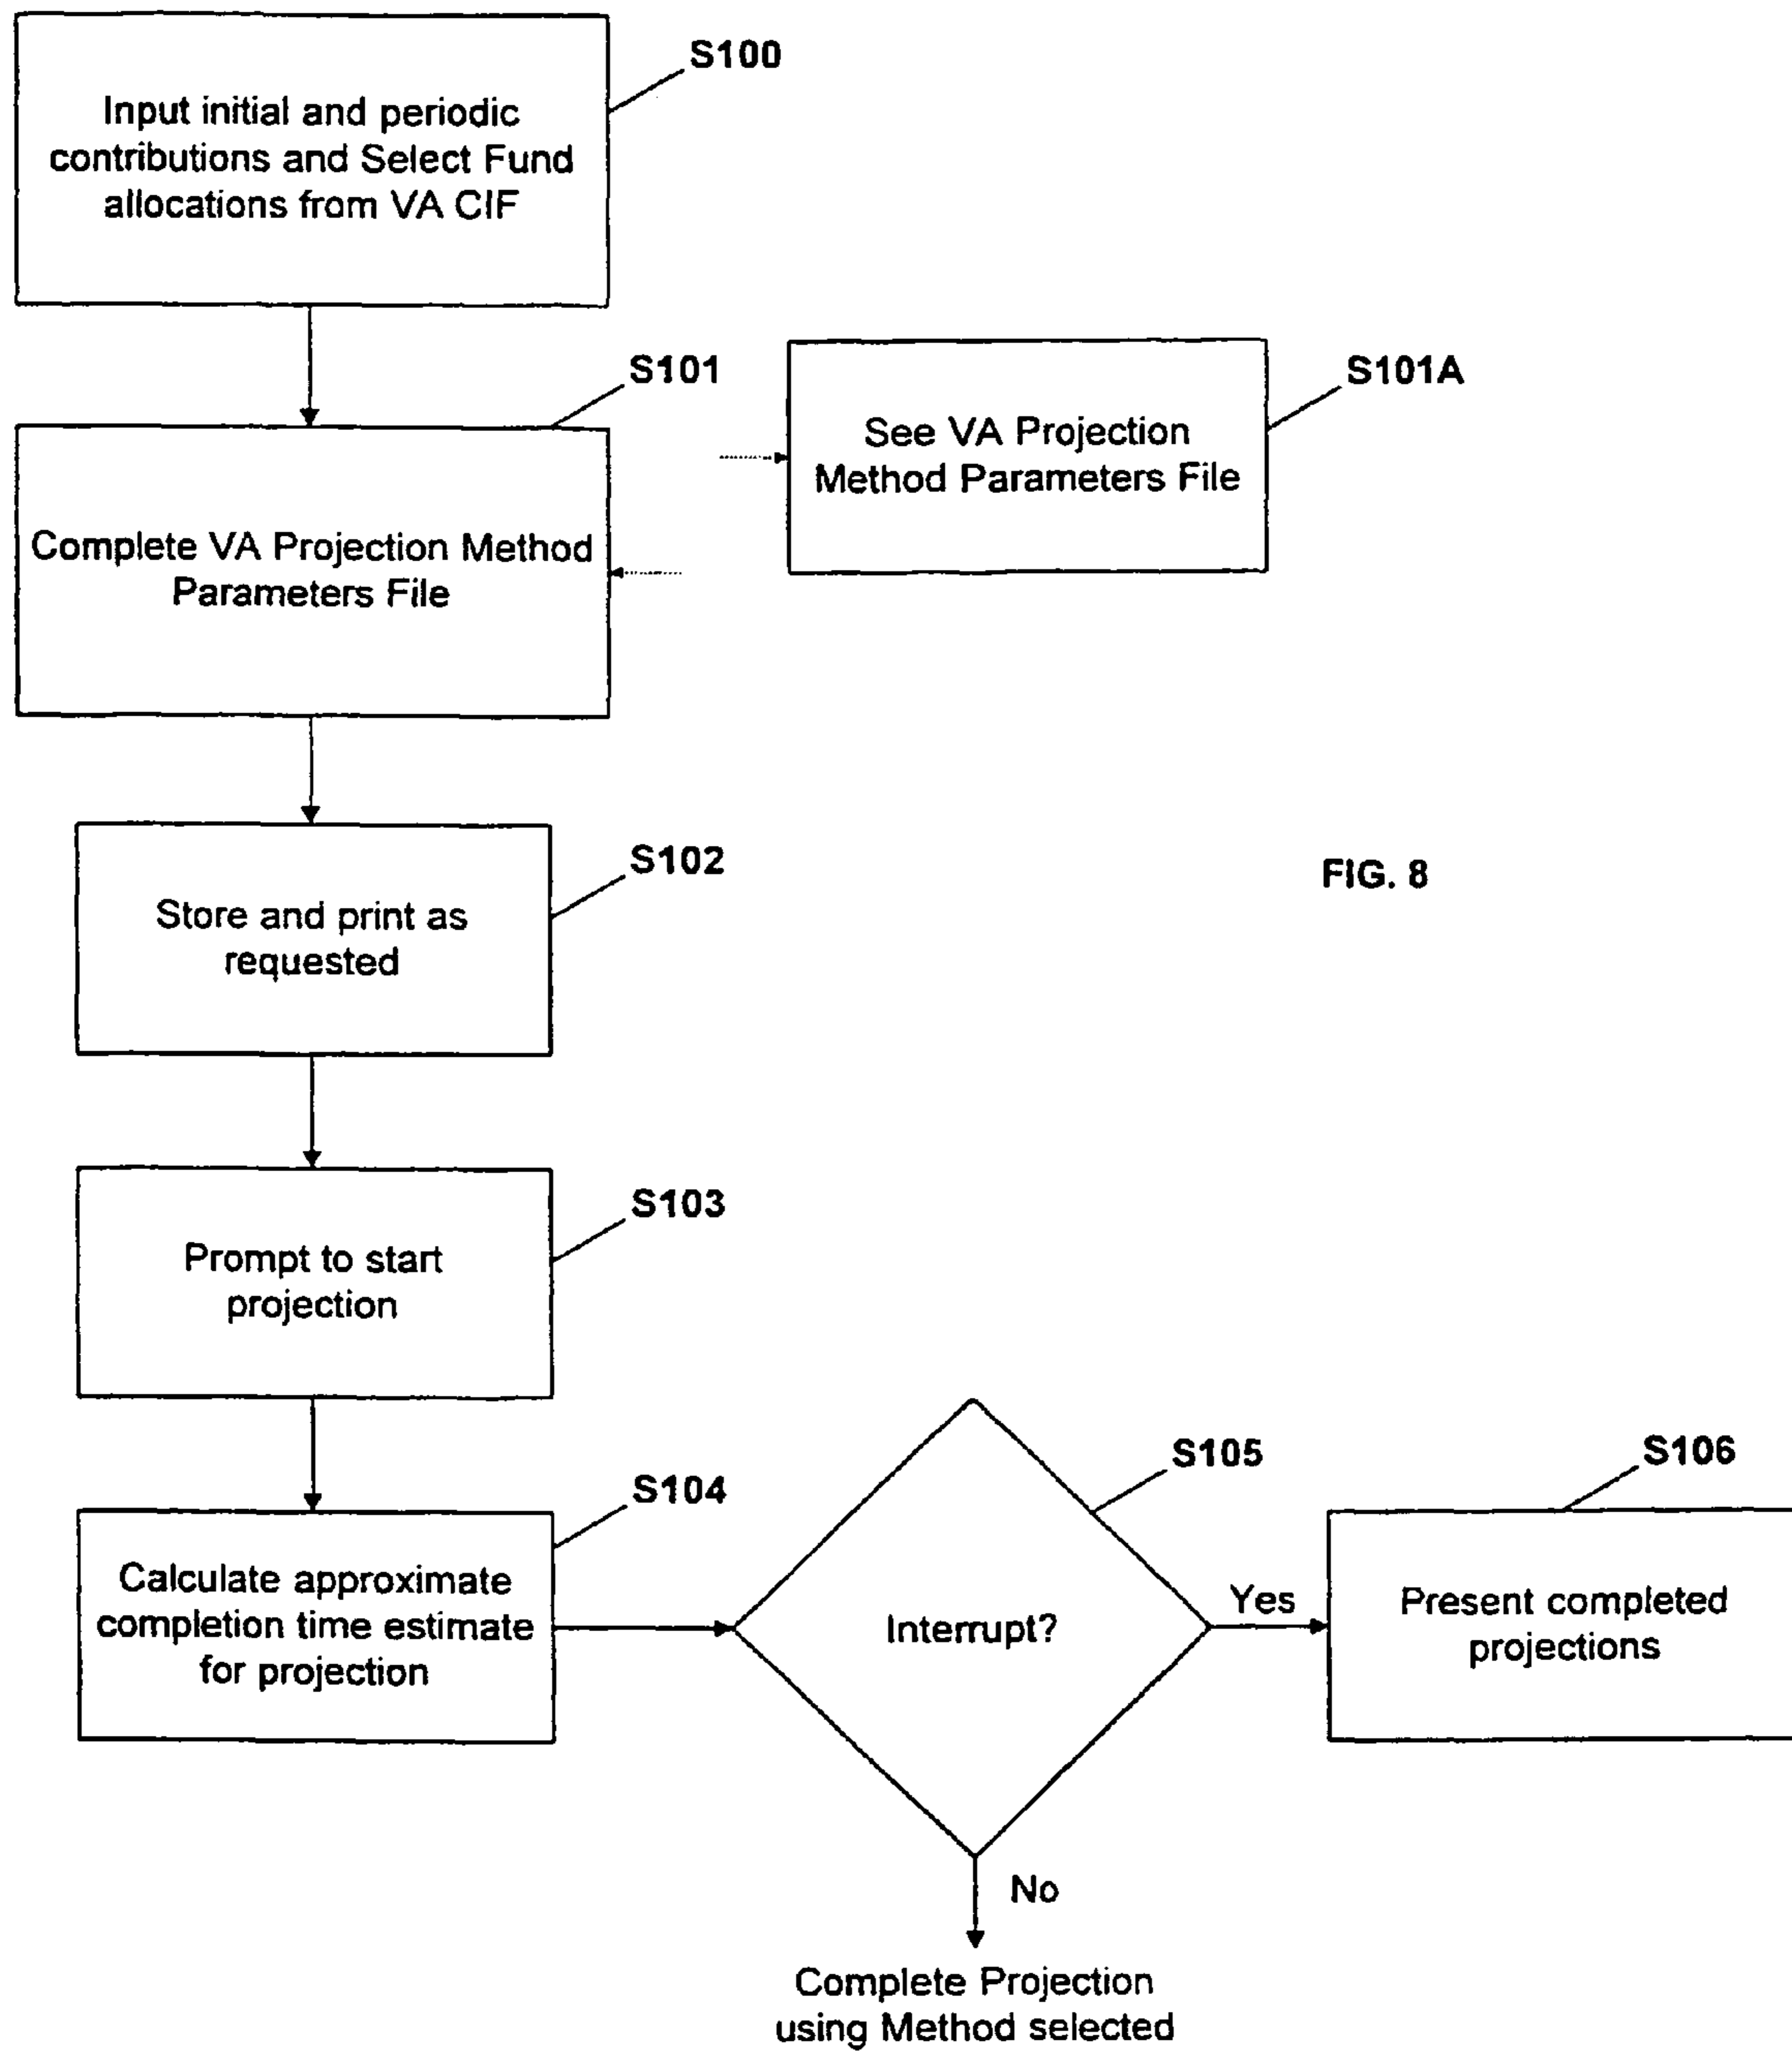 S100
Input initial and periodic
contributions and Select Fund
allocations from VA CIF
S101
Complete VA Projection Method
Parameters File
S101A
See VA Projection
Method Parameters File
S102
Store and print as
requested
FIG. 8
S103
Prompt to start
projection
S104
Calculate approximate
completion time estimate
for projection
S105
Interrupt?
Yes
S106
Present completed
projections
No
Complete Projection
using Method selected